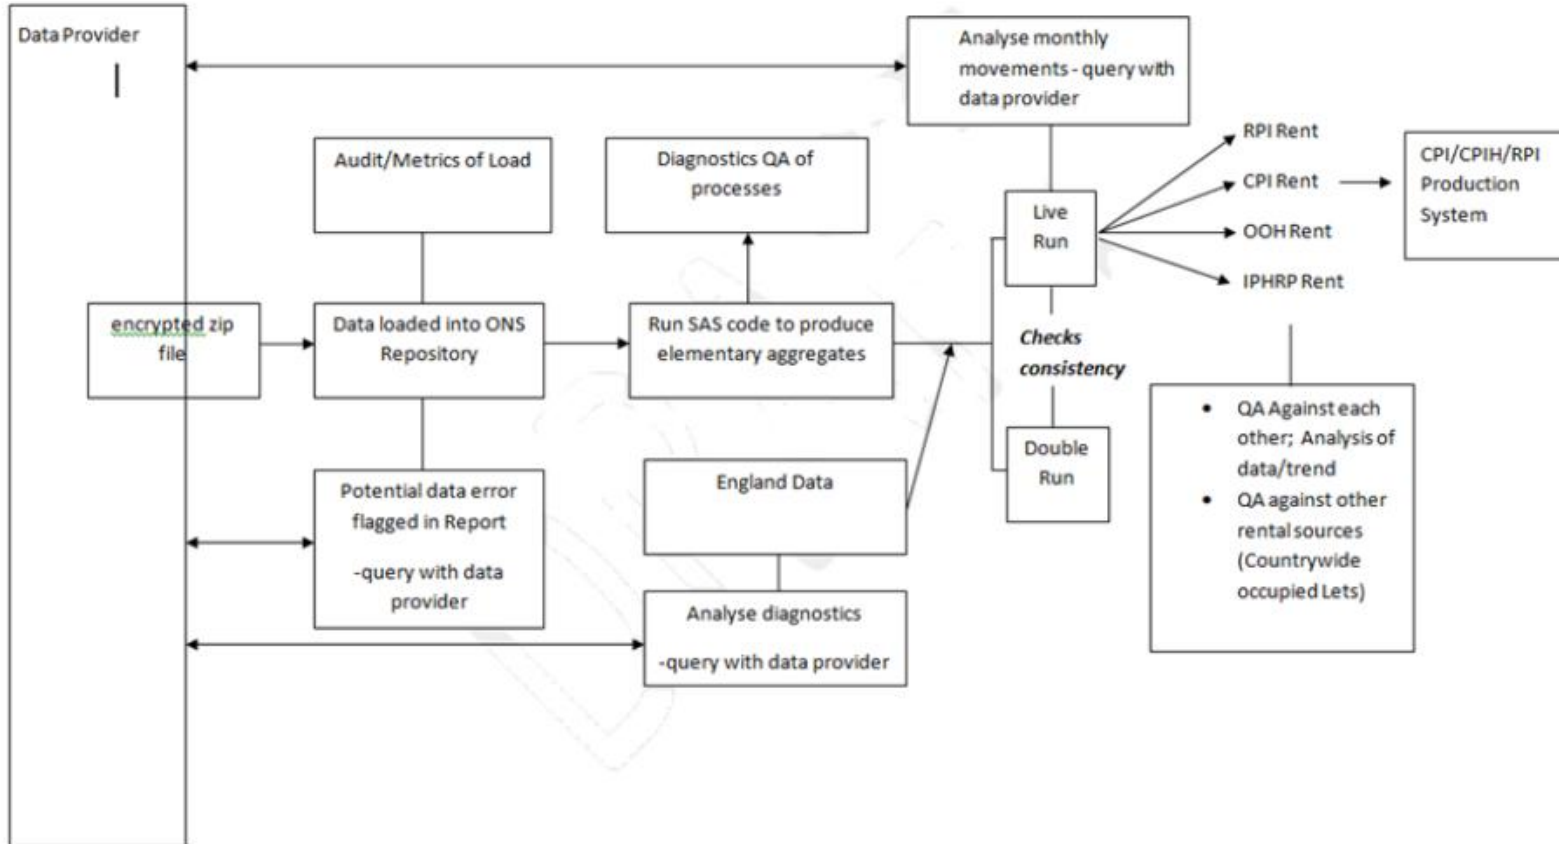 Data Provider
Analyse monthly
movements - query with
data provider
Audit/Metrics of Load
Diagnostics QA of
processes
Live
Run
RPI Rent
CPI Rent
OOH Rent
IPHRP Rent
CPI/CPIH/RPI
Production
System
encrypted zip
file
Data loaded into ONS
Repository
Run SAS code to produce
elementary aggregates
Checks
consistency
Double
Run
England Data
Potential data error
flagged in Report
-query with data
provider
Analyse diagnostics
-query with data provider
• QA Against each
other; Analysis of
data/trend
• QA against other
rental sources
(Countrywide
occupied Lets)